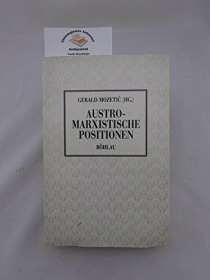 GERALD MOZETIČ (HG.)
AUSTRO-
MARXISTISCHE
POSITIONEN
BÖHLAU